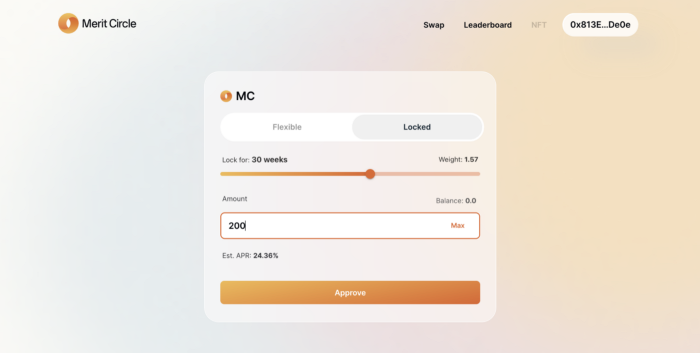 Merit Circle
Swap Leaderboard NFT 0x813E...De0e
MC
Flexible Locked
Lock for: 30 weeks Weight: 1.57
Amount Balance: 0.0
200 Max
Est. APR: 24.36%
Approve